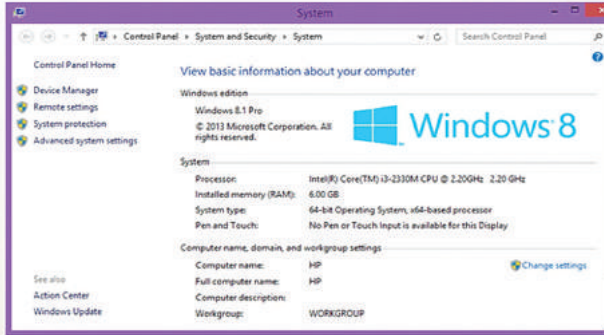 System
Control Panel System and Security System
Search Control Panel
Control Panel Home
Device Manager
Remote settings
System protection
Advanced system settings
See also
Action Center
Windows Update
View basic information about your computer
Windows edition
Windows 8.1 Pro
© 2013 Microsoft Corporation. All
rights reserved.
Windows 8
System
Processor: Intel(R) Core(TM) i3-2330M CPU @ 2.20GHz 2.20 GHz
Installed memory (RAM): 6.00 GB
System type: 64-bit Operating System, x64-based processor
Pen and Touch: No Pen or Touch Input is available for this Display
Computer name, domain, and workgroup settings
Computer name: HP
Change settings
Full computer name: HP
Computer description:
Workgroup: WORKGROUP